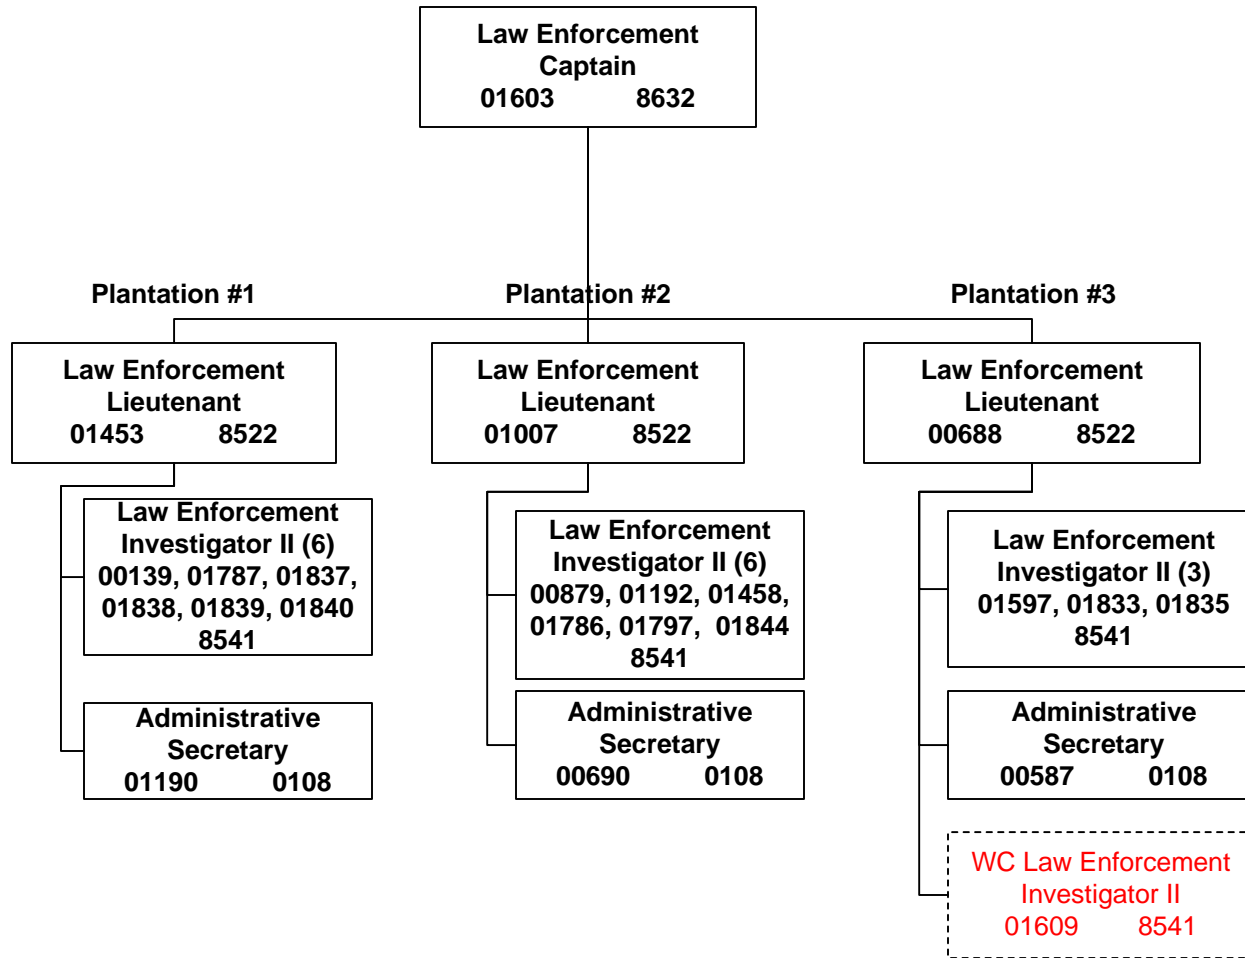 Law Enforcement
Captain
01603 8632
Plantation #1
Plantation #2
Plantation #3
Law Enforcement
Lieutenant
01453 8522
Law Enforcement
Investigator II (6)
00139, 01787, 01837,
01838, 01839, 01840
8541
Administrative
Secretary
01190 0108
Law Enforcement
Lieutenant
01007 8522
Law Enforcement
Investigator II (6)
00879, 01192, 01458,
01786, 01797, 01844
8541
Administrative
Secretary
00690 0108
Law Enforcement
Lieutenant
00688 8522
Law Enforcement
Investigator II (3)
01597, 01833, 01835
8541
Administrative
Secretary
00587 0108
WC Law Enforcement
Investigator II
01609 8541